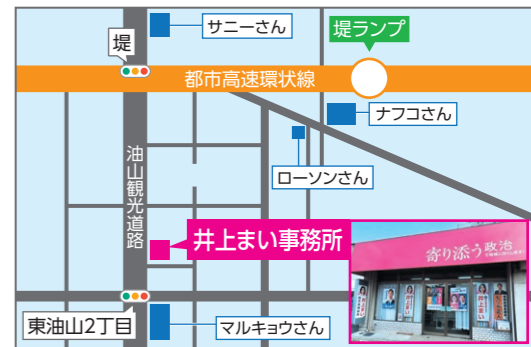 サニーさん
堤ランプ
堤
都市高速環状線
ナフコさん
ローソンさん
油山観光道路
井上まい事務所
寄り添う政治
東油山2丁目
マルキョウさん